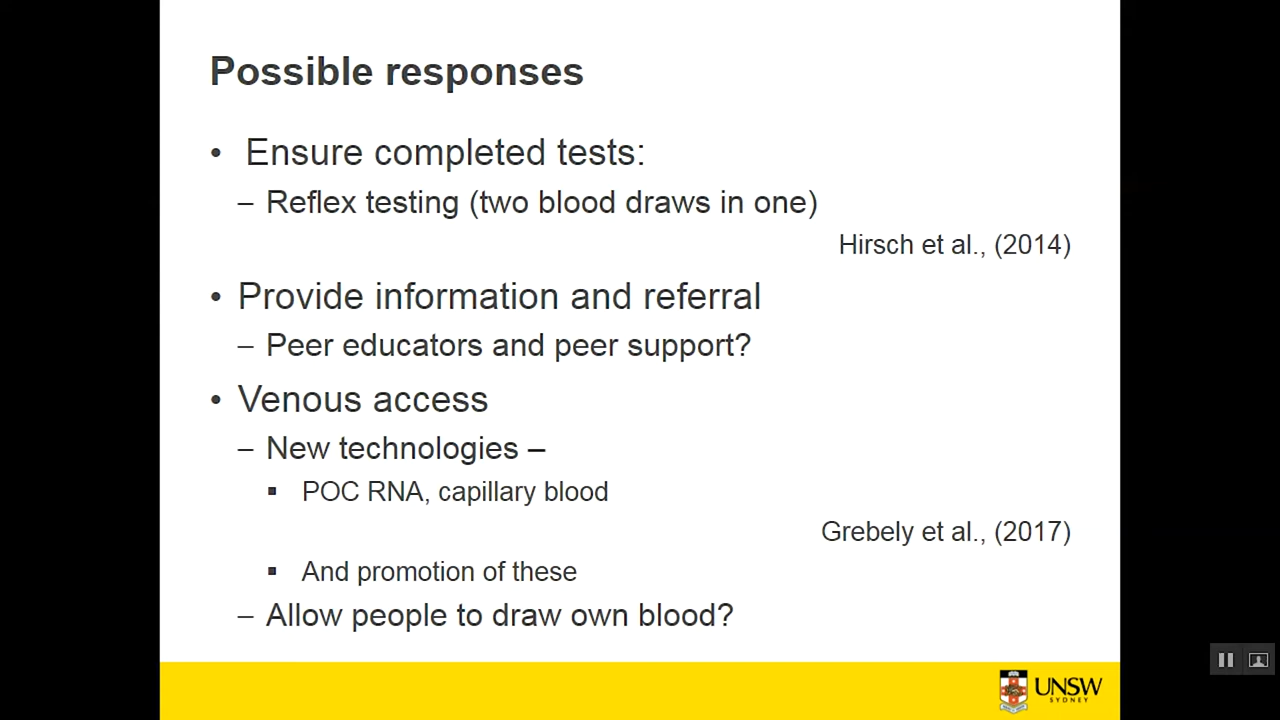 Possible responses
• Ensure completed tests:
– Reflex testing (two blood draws in one)
Hirsch et al., (2014)
• Provide information and referral
– Peer educators and peer support?
• Venous access
– New technologies –
▪ POC RNA, capillary blood
Grebely et al., (2017)
▪ And promotion of these
– Allow people to draw own blood?
UNSW
SYDNEY